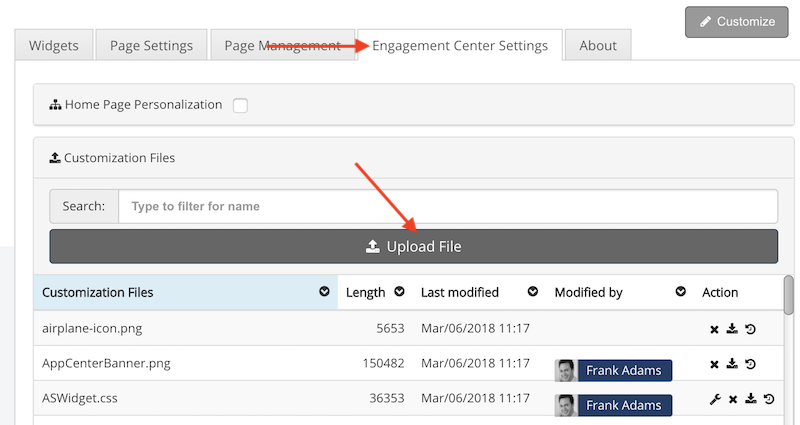 Customize
Widgets Page Settings Page Management Engagement Center Settings About
Home Page Personalization
Customization Files
Search: Type to filter for name
Upload File
Customization Files Length Last modified Modified by Action
airplane-icon.png 5653 Mar/06/2018 11:17
AppCenterBanner.png 150482 Mar/06/2018 11:17 Frank Adams
ASWidget.css 36353 Mar/06/2018 11:17 Frank Adams